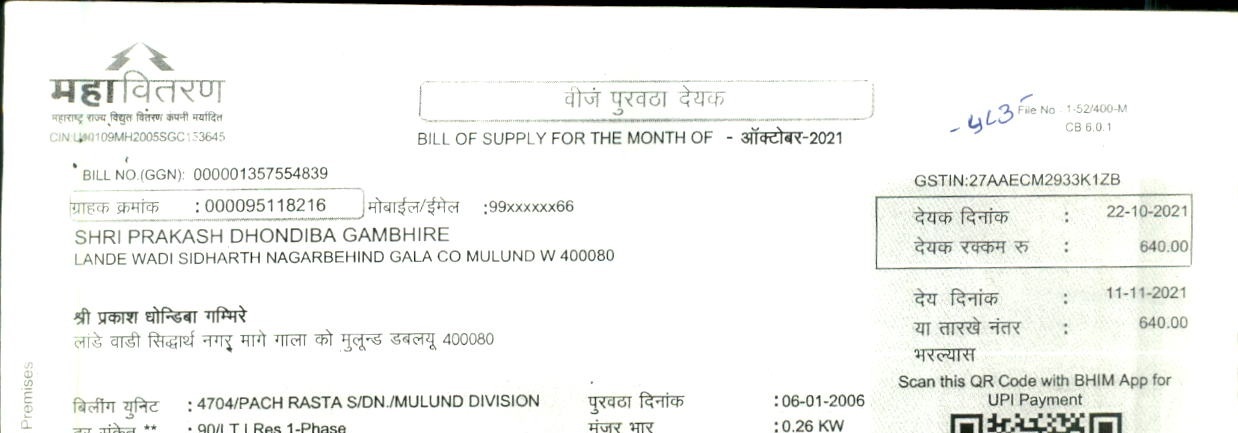 महावितरण
महाराष्ट्र राज्य विद्युत वितरण कंपनी मर्यादित
109MH2005SGC153645
वीज पुरवठा देयक
BILL OF SUPPLY FOR THE MONTH OF - ऑक्टोबर-2021
File No : 1-52/400-M
CB 6.0.1
BILL NO.(GGN): 000001357554839
GSTIN:27AAECM2933K1ZB
ग्राहक क्रमांक : 000095118216 मोबाईल/ईमेल :99xxxxxx66
देयक दिनांक : 22-10-2021
देयक रक्कम रु : 640.00
SHRI PRAKASH DHONDIBA GAMBHIRE
LANDE WADI SIDHARTH NAGARBEHIND GALA CO MULUND W 400080
देय दिनांक : 11-11-2021
या तारखे नंतर : 640.00
भरल्यास
श्री प्रकाश धोन्डिबा गम्भिरे
लांडे वाडी सिद्धार्थ नगर मागे गाला को मुलून्ड डबलयू 400080
Scan this QR Code with BHIM App for
UPI Payment
Premises
बिलींग युनिट : 4704/PACH RASTA S/DN./MULUND DIVISION
पुरवठा दिनांक : 06-01-2006
दर संकेत ** : 90/LT I Res 1-Phase
मंजुर भार : 0.26 KW